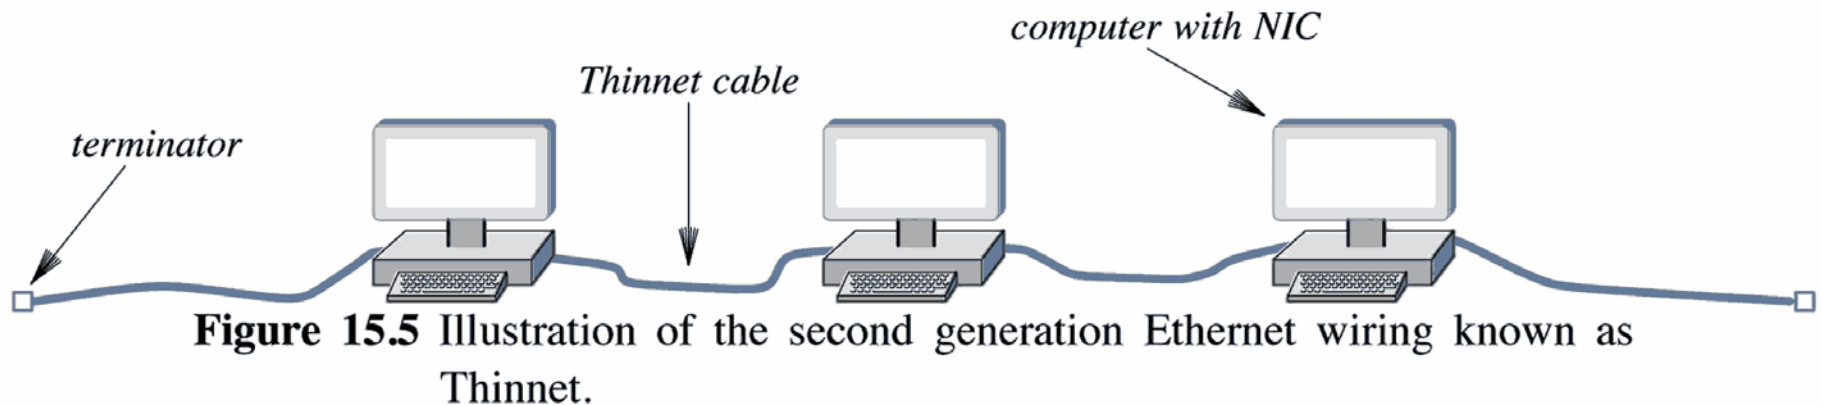 computer with NIC
Thinnet cable
terminator
Figure 15.5 Illustration of the second generation Ethernet wiring known as
Thinnet.